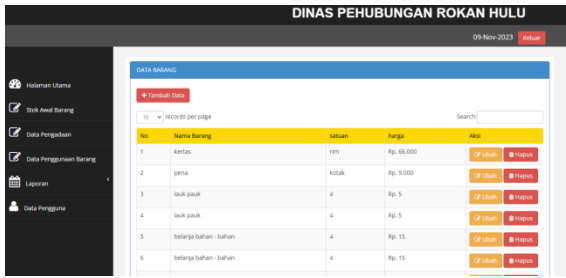 DINAS PEHUBUNGAN ROKAN HULU
09-Nov-2023 Keluar
Halaman Utama
Stok Awal Barang
Data Pengadaan
Data Penggunaan Barang
Laporan
Data Pengguna
DATA BARANG
+ Tambah Data
10 records per page Search:
No Nama Barang satuan harga Aksi
1 kertas rim Rp. 66,000 Ubah Hapus
2 pena kotak Rp. 9,000 Ubah Hapus
3 lauk pauk 4 Rp. 5 Ubah Hapus
4 lauk pauk 4 Rp. 5 Ubah Hapus
5 belanja bahan - bahan 4 Rp. 15 Ubah Hapus
6 belanja bahan - bahan 4 Rp. 15 Ubah Hapus